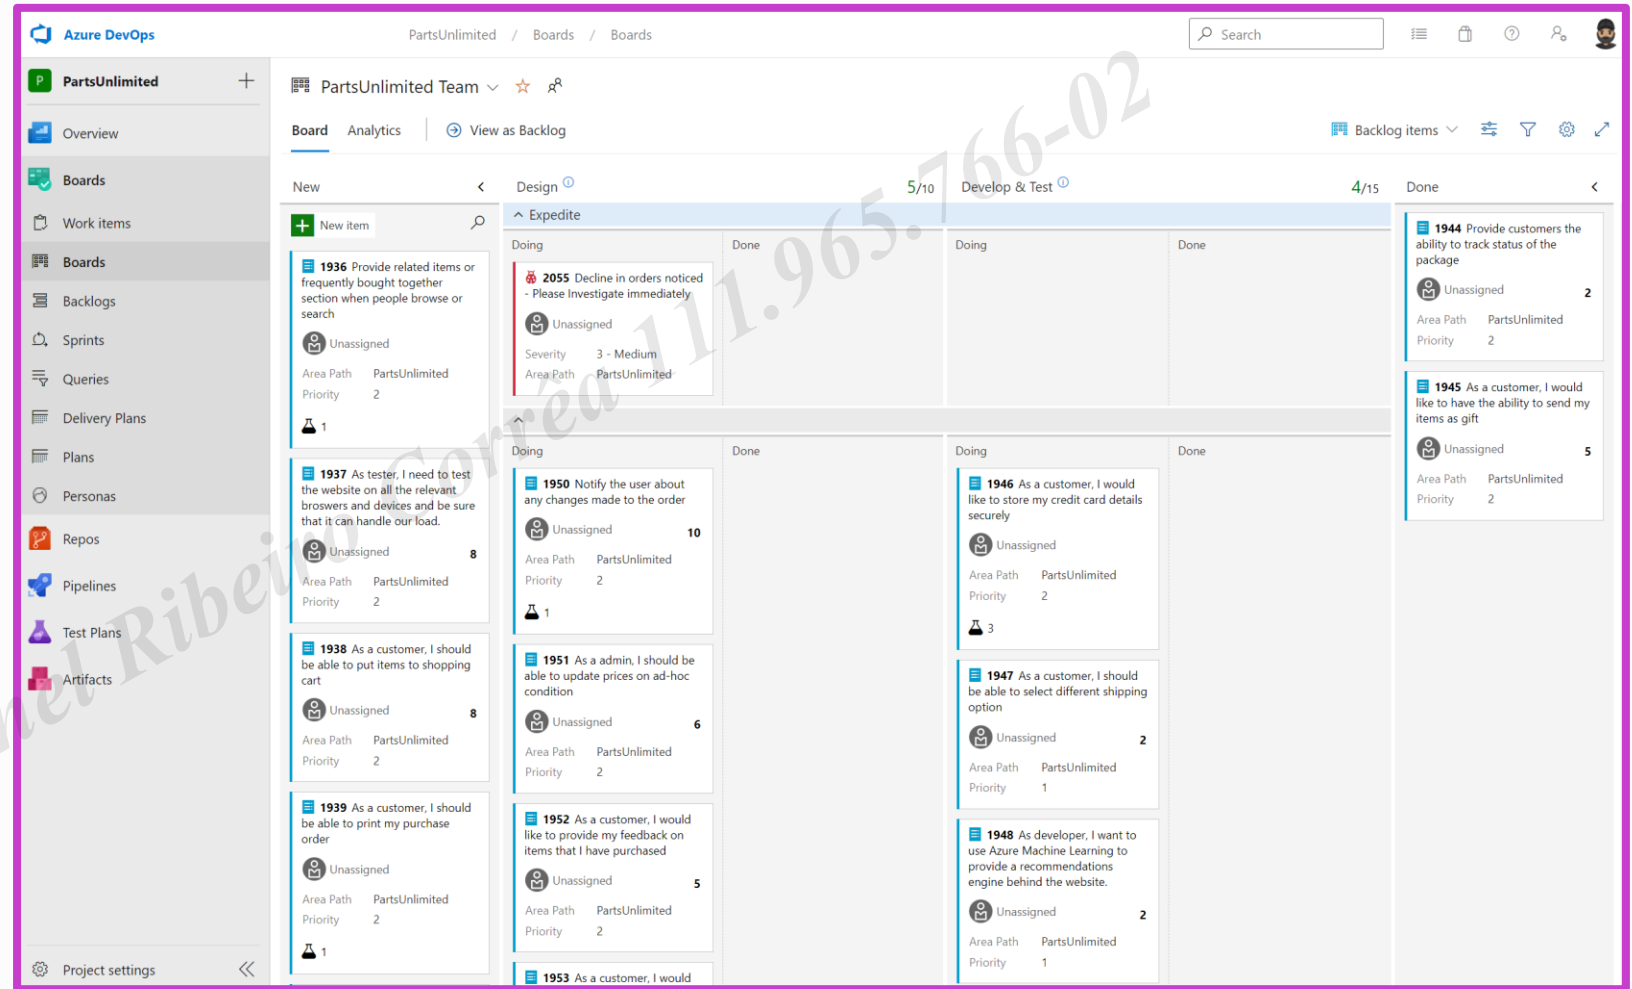 Azure DevOps
PartsUnlimited / Boards / Boards
Search
P PartsUnlimited
Overview
Boards
Work items
Boards
Backlogs
Sprints
Queries
Delivery Plans
Plans
Personas
Repos
Pipelines
Test Plans
Artifacts
Project settings
PartsUnlimited Team
Board Analytics View as Backlog
Backlog items
New
New item
1936 Provide related items or
frequently bought together
section when people browse or
search
Unassigned
Area Path PartsUnlimited
Priority 2
1
1937 As tester, I need to test
the website on all the relevant
broswers and devices and be sure
that it can handle our load.
Unassigned 8
Area Path PartsUnlimited
Priority 2
1938 As a customer, I should
be able to put items to shopping
cart
Unassigned 8
Area Path PartsUnlimited
Priority 2
1939 As a customer, I should
be able to print my purchase
order
Unassigned
Area Path PartsUnlimited
Priority 2
1
Design 5/10
Expedite
Doing Done
2055 Decline in orders noticed
- Please Investigate immediately
Unassigned
Severity 3 - Medium
Area Path PartsUnlimited
Doing Done
1950 Notify the user about
any changes made to the order
Unassigned 10
Area Path PartsUnlimited
Priority 2
1
1951 As a admin, I should be
able to update prices on ad-hoc
condition
Unassigned 6
Area Path PartsUnlimited
Priority 2
1952 As a customer, I would
like to provide my feedback on
items that I have purchased
Unassigned 5
Area Path PartsUnlimited
Priority 2
1953 As a customer, I would
Develop & Test 4/15
Doing Done
Doing Done
1946 As a customer, I would
like to store my credit card details
securely
Unassigned
Area Path PartsUnlimited
Priority 2
3
1947 As a customer, I should
be able to select different shipping
option
Unassigned 2
Area Path PartsUnlimited
Priority 1
1948 As developer, I want to
use Azure Machine Learning to
provide a recommendations
engine behind the website.
Unassigned 2
Area Path PartsUnlimited
Priority 1
Done
1944 Provide customers the
ability to track status of the
package
Unassigned 2
Area Path PartsUnlimited
Priority 2
1945 As a customer, I would
like to have the ability to send my
items as gift
Unassigned 5
Area Path PartsUnlimited
Priority 2
nel Ribeiro Corrêa 111.965.766-02